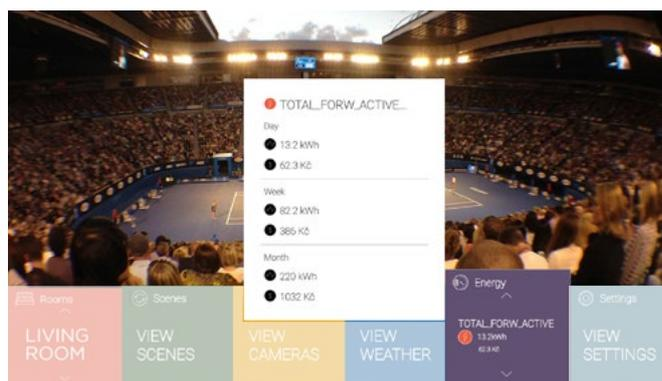 TOTAL_FORW_ACTIVE...
Day
13.2 kWh
62.3 Kč
Week
82.2 kWh
386 Kč
Month
220 kWh
1032 Kč
Rooms
LIVING
ROOM
Scenes
VIEW
SCENES
VIEW
CAMERAS
VIEW
WEATHER
Energy
TOTAL_FORW_ACTIVE
13.2kWh
62.3 Kč
Settings
VIEW
SETTINGS